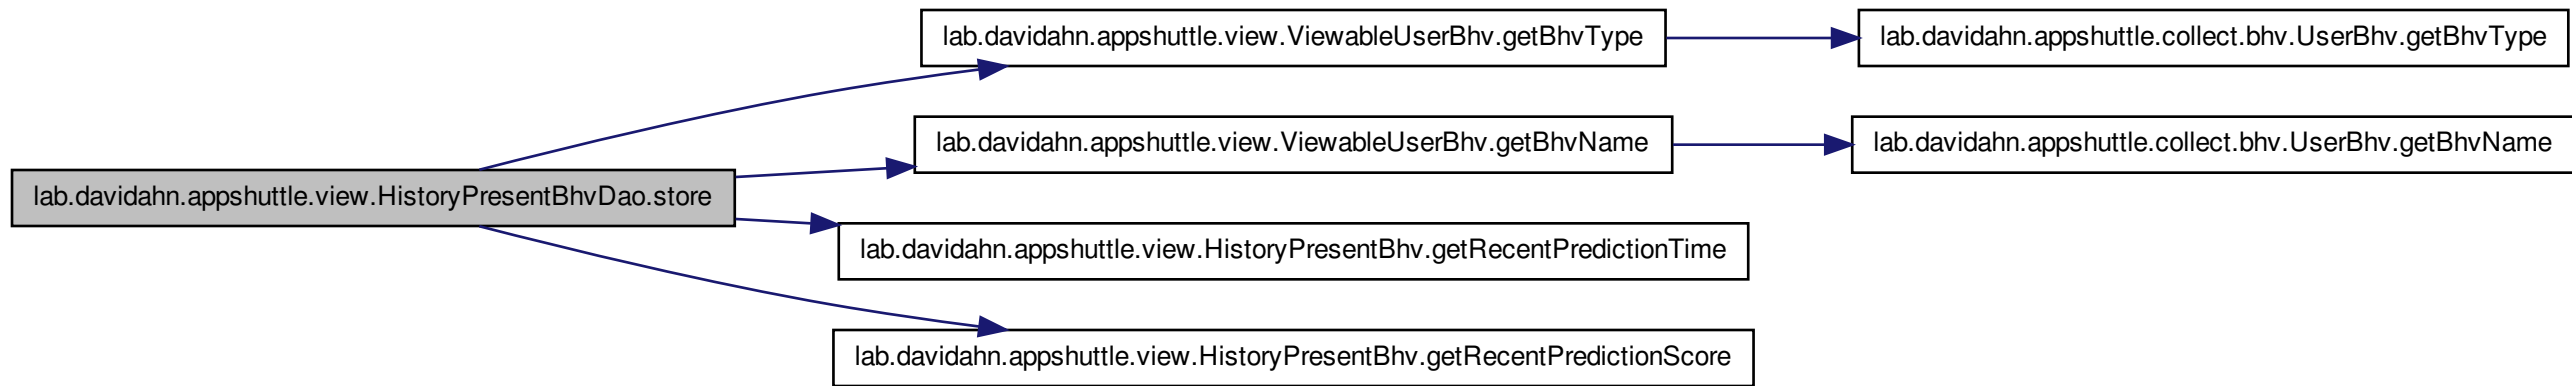 lab.davidahn.appshuttle.view.HistoryPresentBhvDao.store
lab.davidahn.appshuttle.view.ViewableUserBhv.getBhvType
lab.davidahn.appshuttle.collect.bhv.UserBhv.getBhvType
lab.davidahn.appshuttle.view.ViewableUserBhv.getBhvName
lab.davidahn.appshuttle.collect.bhv.UserBhv.getBhvName
lab.davidahn.appshuttle.view.HistoryPresentBhv.getRecentPredictionTime
lab.davidahn.appshuttle.view.HistoryPresentBhv.getRecentPredictionScore